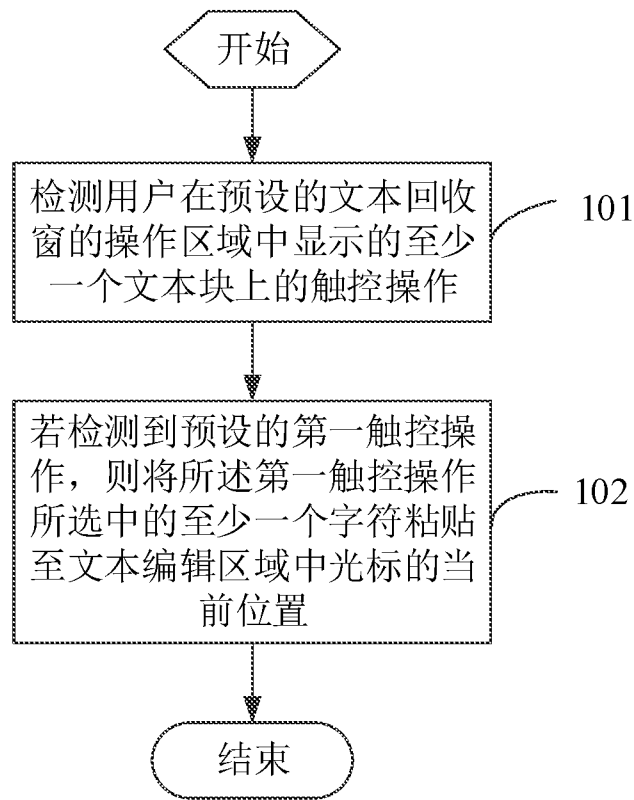 开始
检测用户在预设的文本回收
窗的操作区域中显示的至少
一个文本块上的触控操作
101
若检测到预设的第一触控操
作，则将所述第一触控操作
所选中的至少一个字符粘贴
至文本编辑区域中光标的当
前位置
102
结束